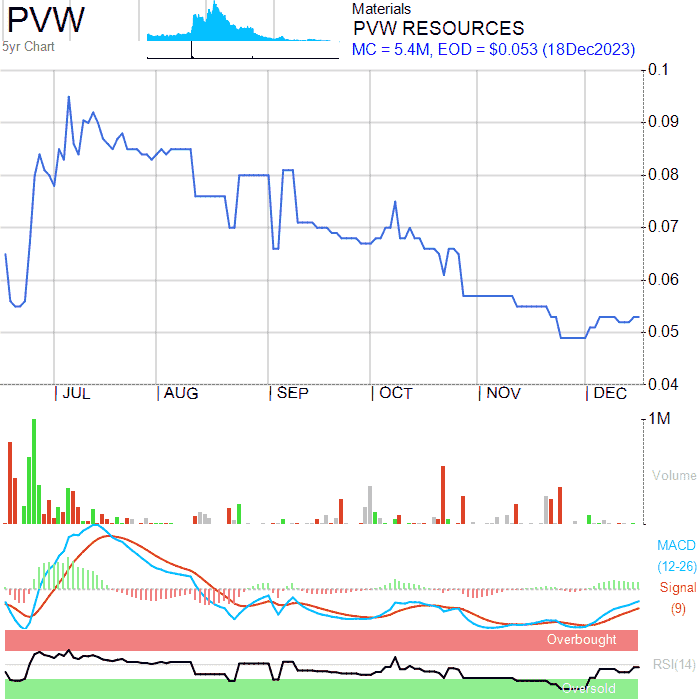 PVW
5yr Chart
Materials
PVW RESOURCES
MC = 5.4M, EOD = $0.053 (18Dec2023)
0.1
0.09
0.08
0.07
0.06
0.05
0.04
JUL AUG SEP OCT NOV DEC
1M
Volume
MACD
(12-26)
Signal
(9)
Overbought
RSI(14)
Oversold